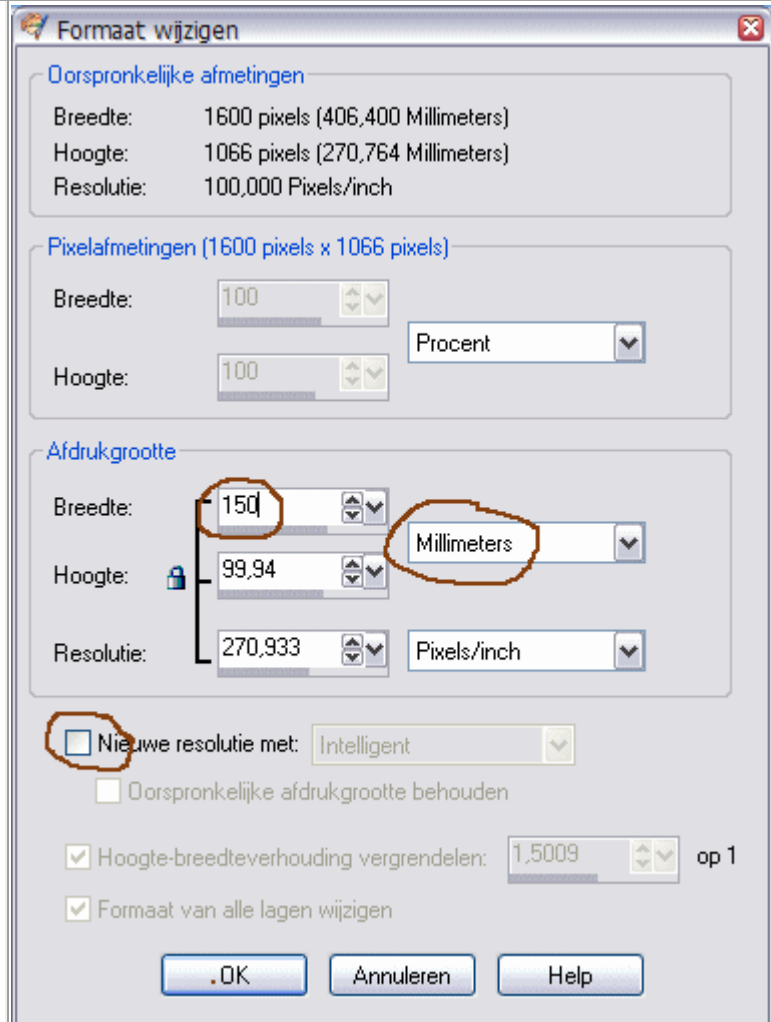 Formaat wijzigen
Oorspronkelijke afmetingen
Breedte: 1600 pixels (406,400 Millimeters)
Hoogte: 1066 pixels (270,764 Millimeters)
Resolutie: 100,000 Pixels/inch
Pixelafmetingen (1600 pixels x 1066 pixels)
Breedte: 100
Procent
Hoogte: 100
Afdrukgrootte
Breedte: 150
Millimeters
Hoogte: 99,94
Resolutie: 270,933 Pixels/inch
Nieuwe resolutie met: Intelligent
Oorspronkelijke afdrukgrootte behouden
Hoogte-breedteverhouding vergrendelen: 1,5009 op 1
Formaat van alle lagen wijzigen
.OK Annuleren Help